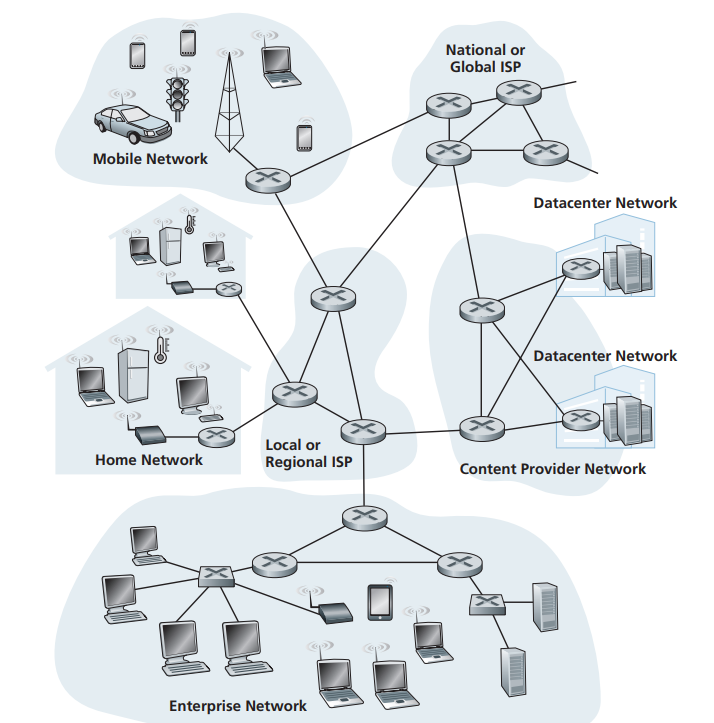 National or
Global ISP
Mobile Network
Datacenter Network
Datacenter Network
Home Network
Local or
Regional ISP
Content Provider Network
Enterprise Network